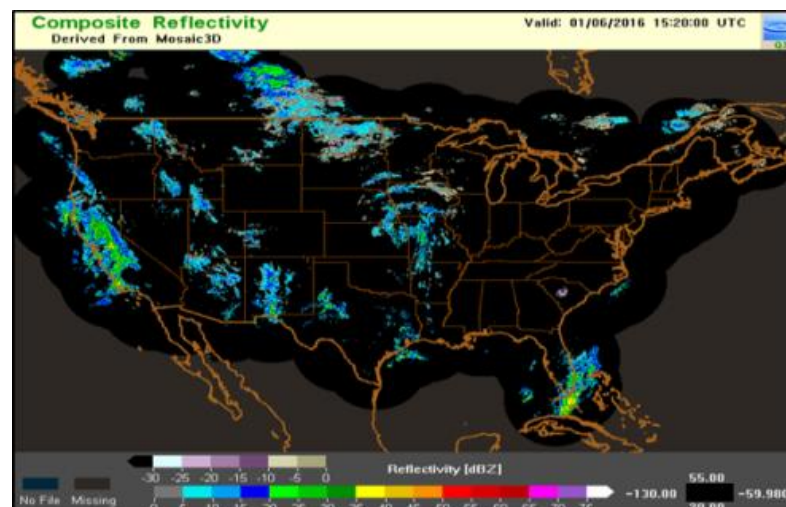 Composite Reflectivity
Derived From Mosaic3D
Valid: 01/06/2016 15:20:00 UTC
-30 -25 -20 -15 -10 -5 0
Reflectivity [dBZ]
No File
Missing
55.00
-130.00
-59.980